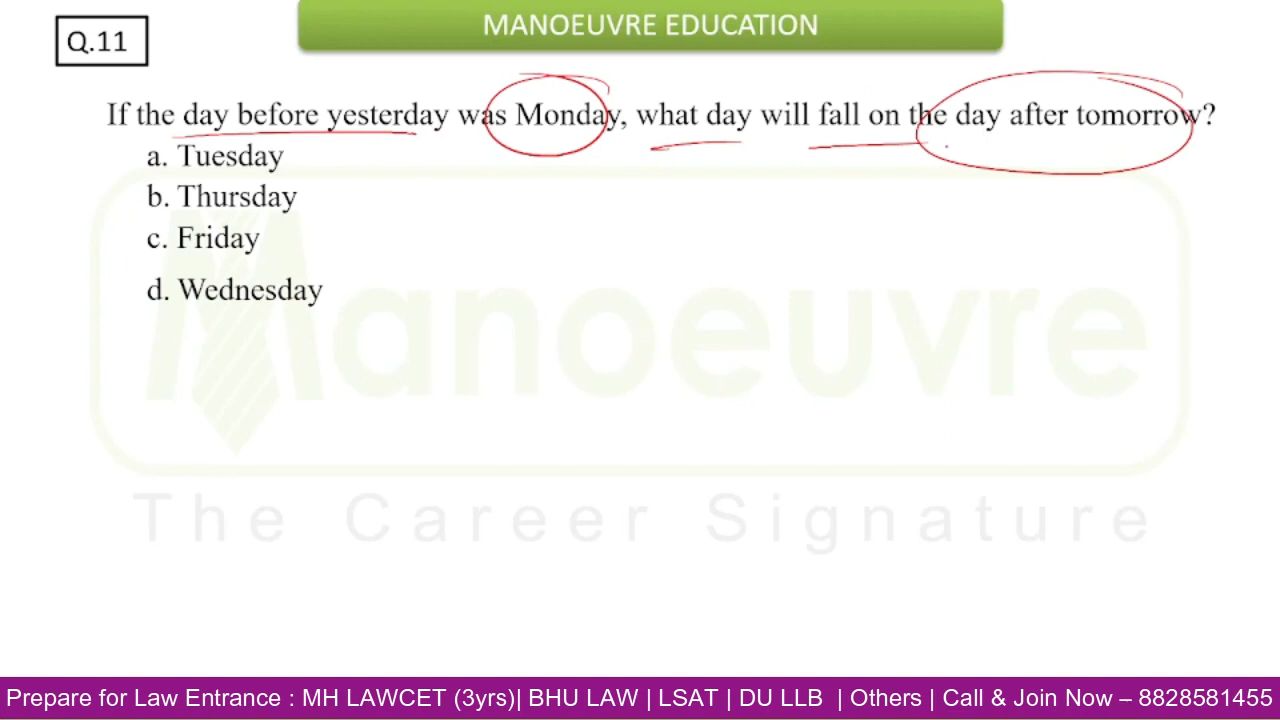 MANOEUVRE EDUCATION
Q.11
If the day before yesterday was Monday, what day will fall on the day after tomorrow?
a. Tuesday
b. Thursday
c. Friday
d. Wednesday
Manoeuvre
The Career Signature
Prepare for Law Entrance : MH LAWCET (3yrs)| BHU LAW | LSAT | DU LLB | Others | Call & Join Now – 8828581455